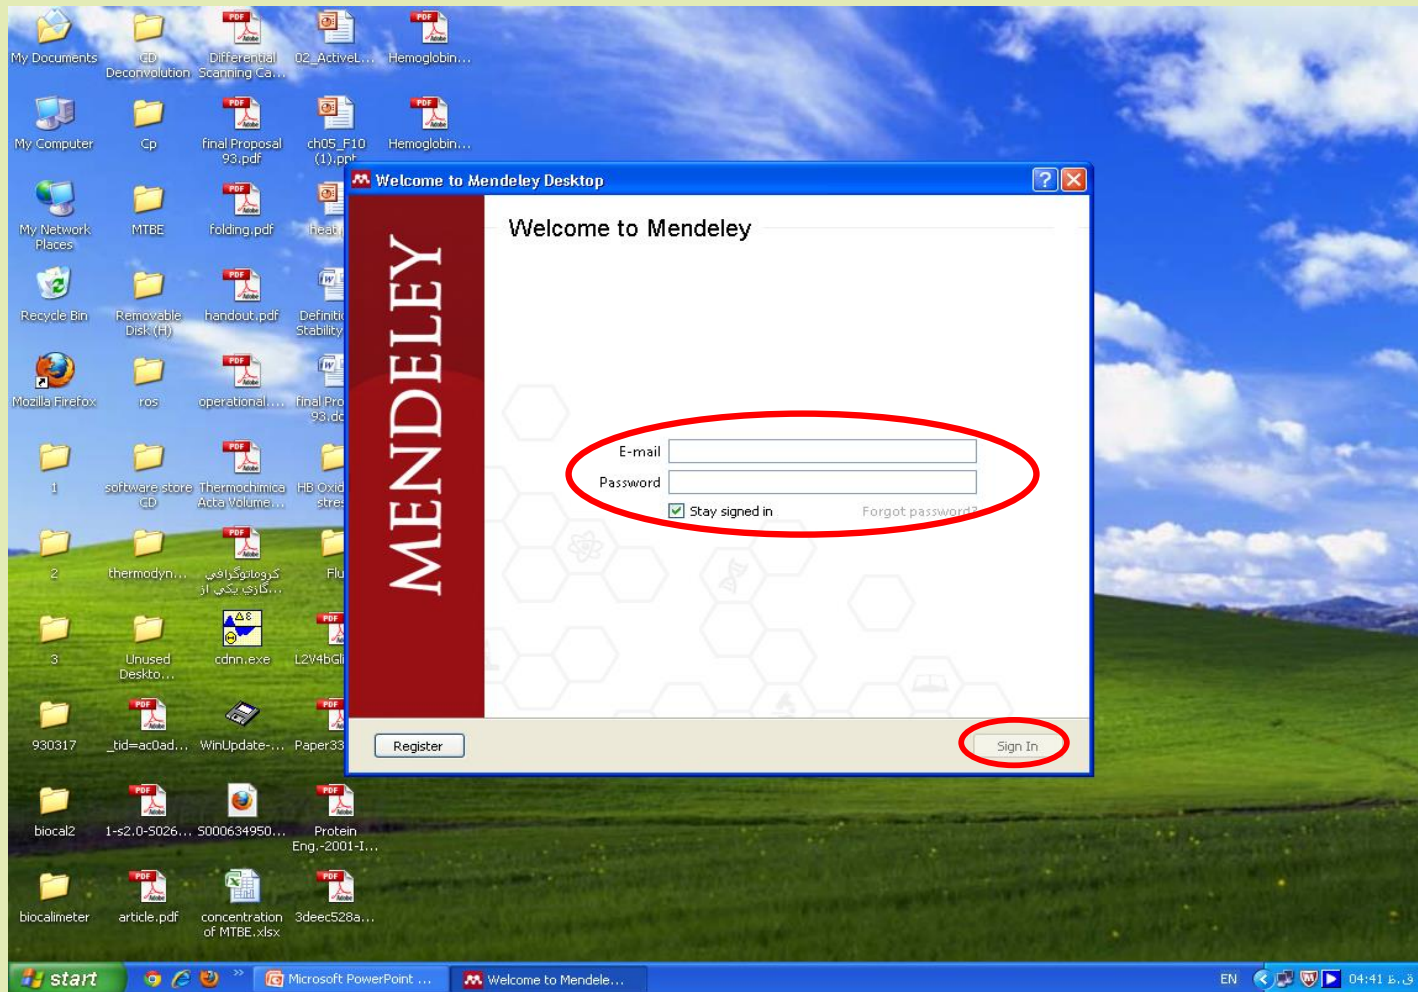 My Documents
CD
Deconvolution
Differential
Scanning Ca...
02_ActiveL...
Hemoglobin...
My Computer
Cp
final Proposal
93.pdf
ch05_F10
(1).ppt
Hemoglobin...
My Network
Places
MTBE
folding.pdf
Recycle Bin
Removable
Disk (H)
handout.pdf
Stability
Mozilla Firefox
ros
operational....
1
software store
CD
Thermochimica
Acta Volume...
2
thermodyn...
كروماتوگرافي
گازي يكي از...
3
Unused
Deskto...
cdnn.exe
930317
_tid=ac0ad...
WinUpdate-...
Paper33
biocal2
1-s2.0-S026...
S000634950...
Protein
Eng.-2001-I...
biocalimeter
article.pdf
concentration
of MTBE.xlsx
3deec528a...
Welcome to Mendeley Desktop
MENDELEY
Welcome to Mendeley
E-mail
Password
Stay signed in
Forgot password?
Register
Sign In
start
Microsoft PowerPoint ...
Welcome to Mendele...
EN
04:41 ق.ظ